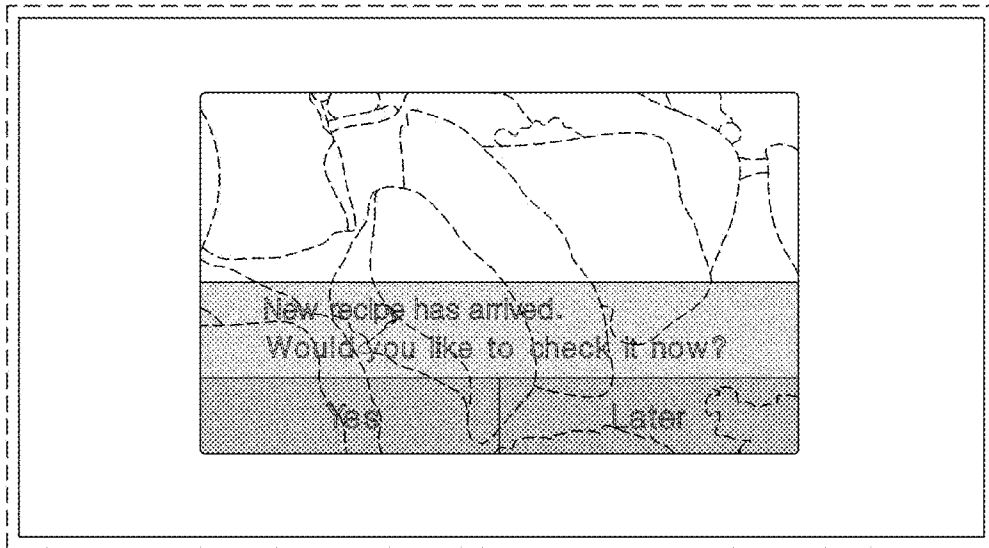 New recipe has arrived.
Would you like to check it now?
Yes
Later